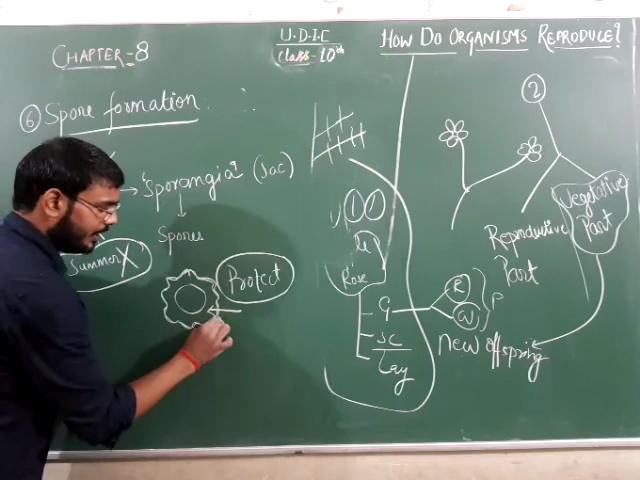 CHAPTER-8
U.D.I.C
Class-10th
HOW DO ORGANISMS REPRODUCE?
⑥ Spore formation
"Sporangia" (Sac)
Spores
Summer X
Protect
②
Reproductive
Part
Vegetative
Part
new offspring
Rose
G
R
P
Lay